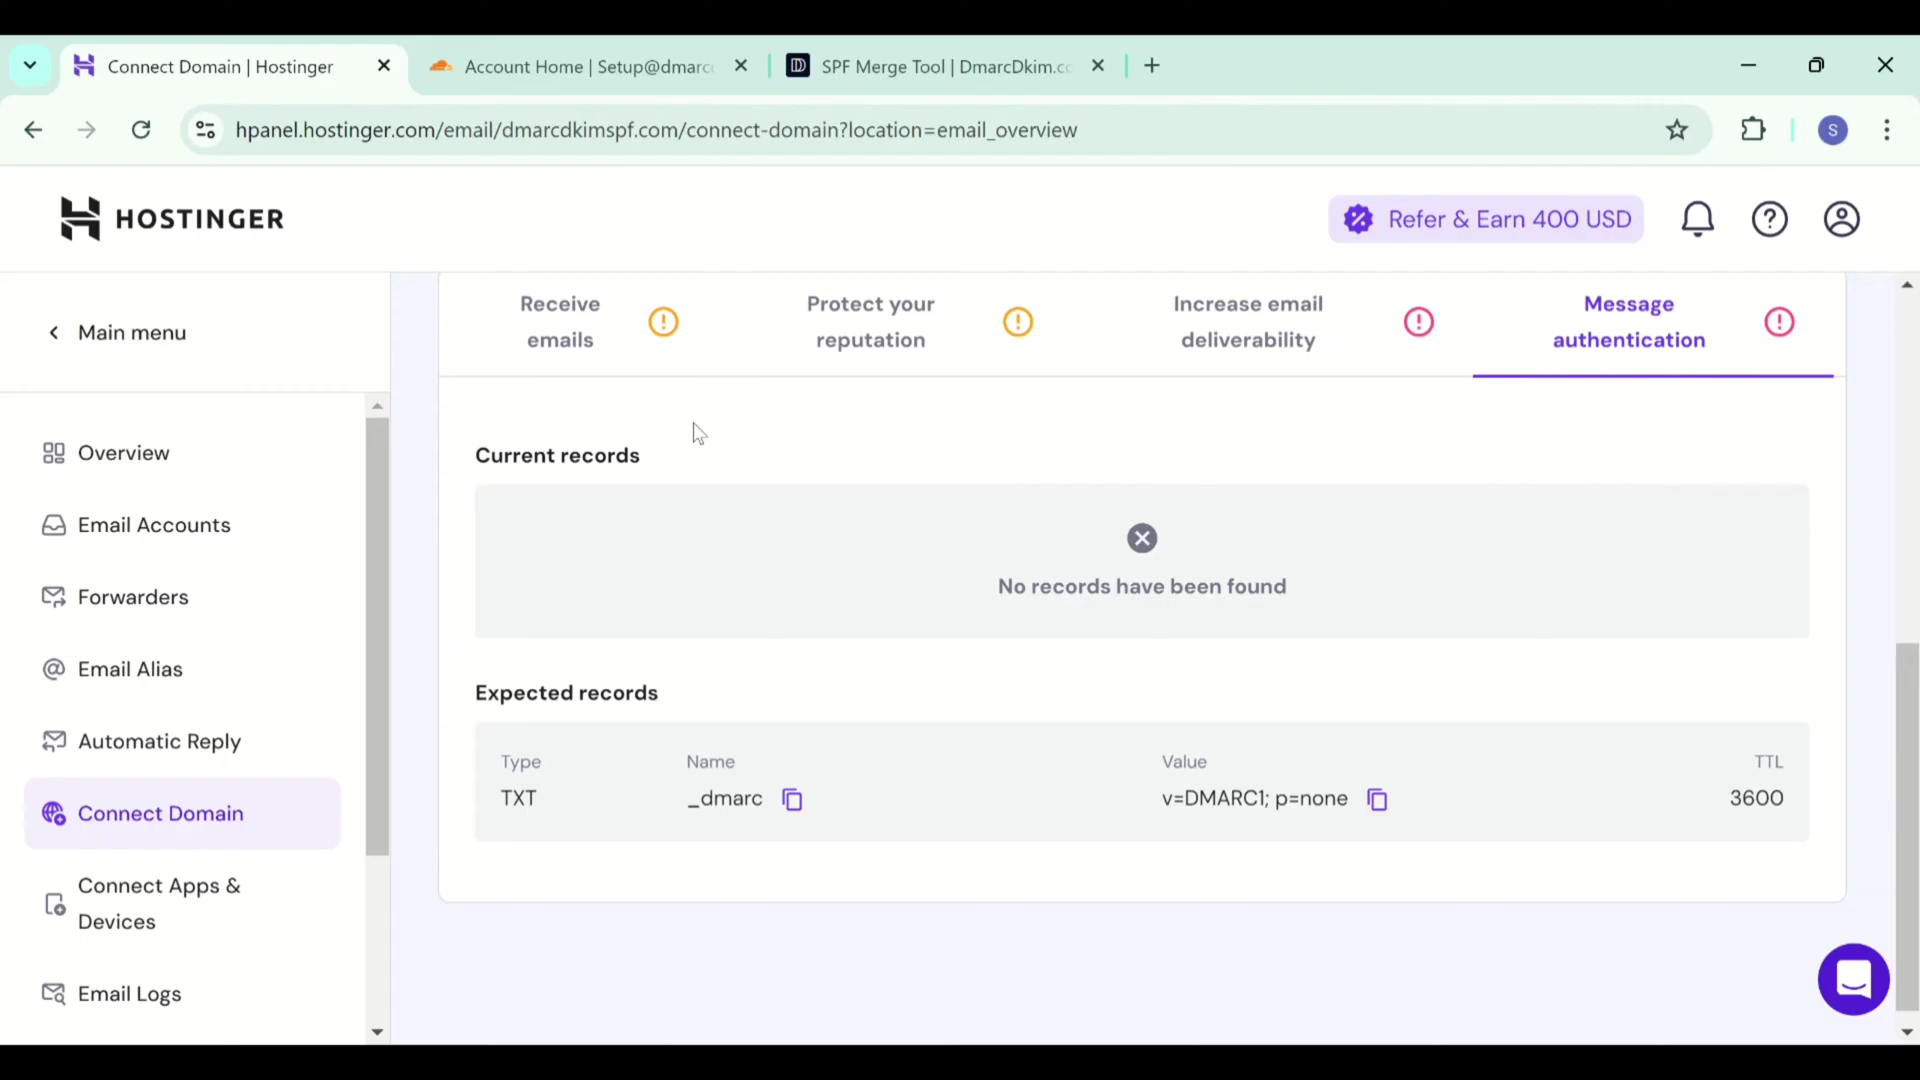 Connect Domain | Hostinger
Account Home | Setup@dmarc
SPF Merge Tool | DmarcDkim.co
hpanel.hostinger.com/email/dmarcdkimspf.com/connect-domain?location=email_overview
S
HOSTINGER
Refer & Earn 400 USD
Main menu
Overview
Email Accounts
Forwarders
Email Alias
Automatic Reply
Connect Domain
Connect Apps &
Devices
Email Logs
Receive
emails
Protect your
reputation
Increase email
deliverability
Message
authentication
Current records
No records have been found
Expected records
Type Name Value TTL
TXT _dmarc v=DMARC1; p=none 3600